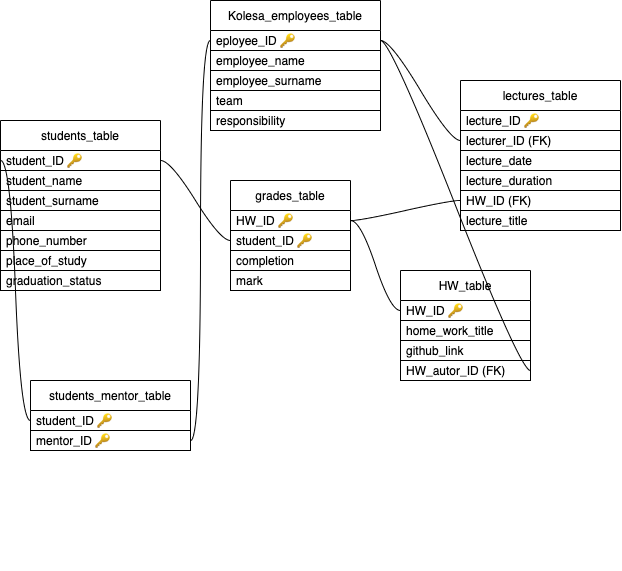 Kolesa_employees_table
eployee_ID 🔑
employee_name
employee_surname
team
responsibility
lectures_table
lecture_ID 🔑
lecturer_ID (FK)
lecture_date
lecture_duration
HW_ID (FK)
lecture_title
students_table
student_ID 🔑
student_name
student_surname
email
phone_number
place_of_study
graduation_status
grades_table
HW_ID 🔑
student_ID 🔑
completion
mark
HW_table
HW_ID 🔑
home_work_title
github_link
HW_autor_ID (FK)
students_mentor_table
student_ID 🔑
mentor_ID 🔑